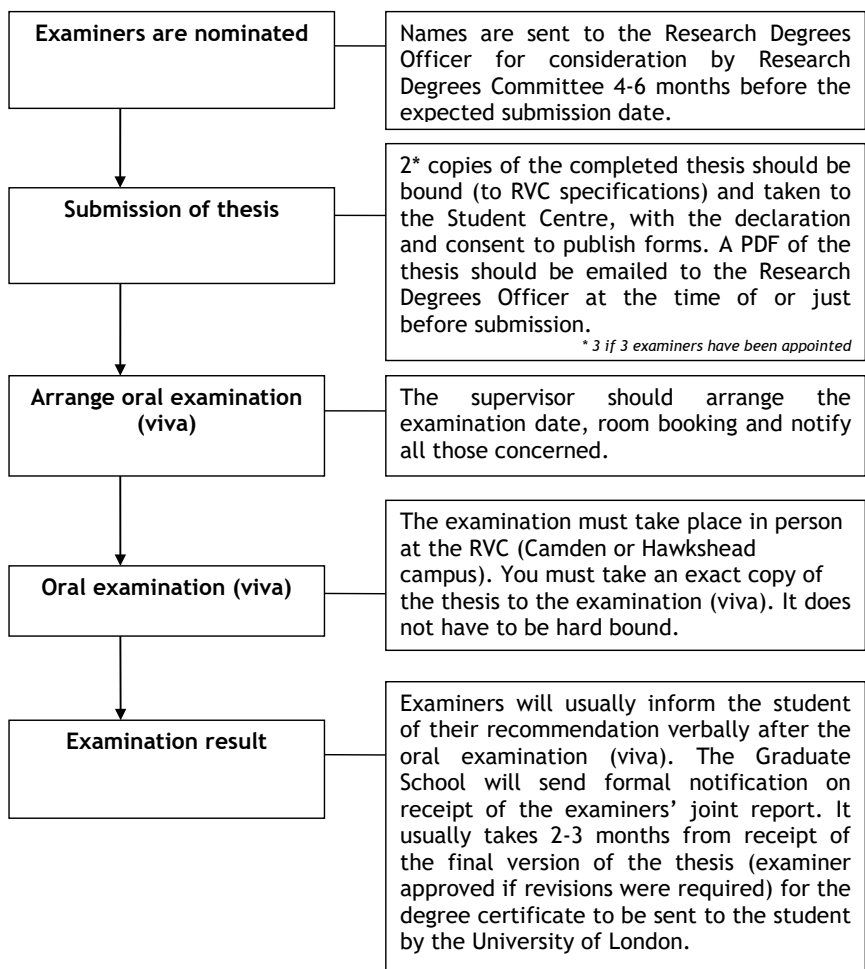 Examiners are nominated
Names are sent to the Research Degrees
Officer for consideration by Research
Degrees Committee 4-6 months before the
expected submission date.
Submission of thesis
2* copies of the completed thesis should be
bound (to RVC specifications) and taken to
the Student Centre, with the declaration
and consent to publish forms. A PDF of the
thesis should be emailed to the Research
Degrees Officer at the time of or just
before submission.
* 3 if 3 examiners have been appointed
Arrange oral examination
(viva)
The supervisor should arrange the
examination date, room booking and notify
all those concerned.
Oral examination (viva)
The examination must take place in person
at the RVC (Camden or Hawkshead
campus). You must take an exact copy of
the thesis to the examination (viva). It does
not have to be hard bound.
Examination result
Examiners will usually inform the student
of their recommendation verbally after the
oral examination (viva). The Graduate
School will send formal notification on
receipt of the examiners’ joint report. It
usually takes 2-3 months from receipt of
the final version of the thesis (examiner
approved if revisions were required) for the
degree certificate to be sent to the student
by the University of London.